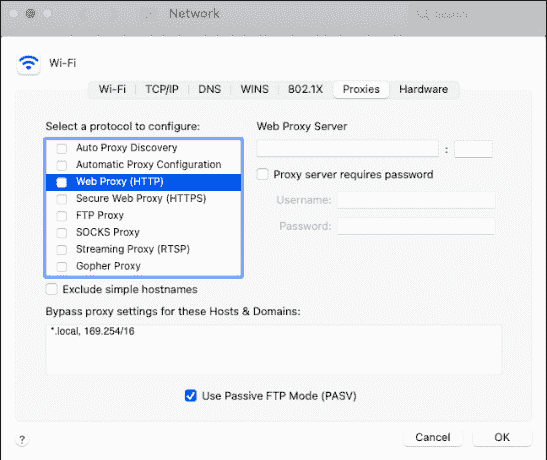 Network
Search
Wi-Fi
Wi-Fi TCP/IP DNS WINS 802.1X Proxies Hardware
Select a protocol to configure:
Auto Proxy Discovery
Automatic Proxy Configuration
Web Proxy (HTTP)
Secure Web Proxy (HTTPS)
FTP Proxy
SOCKS Proxy
Streaming Proxy (RTSP)
Gopher Proxy
Exclude simple hostnames
Web Proxy Server
:
Proxy server requires password
Username:
Password:
Bypass proxy settings for these Hosts & Domains:
*.local, 169.254/16
Use Passive FTP Mode (PASV)
?
Cancel OK